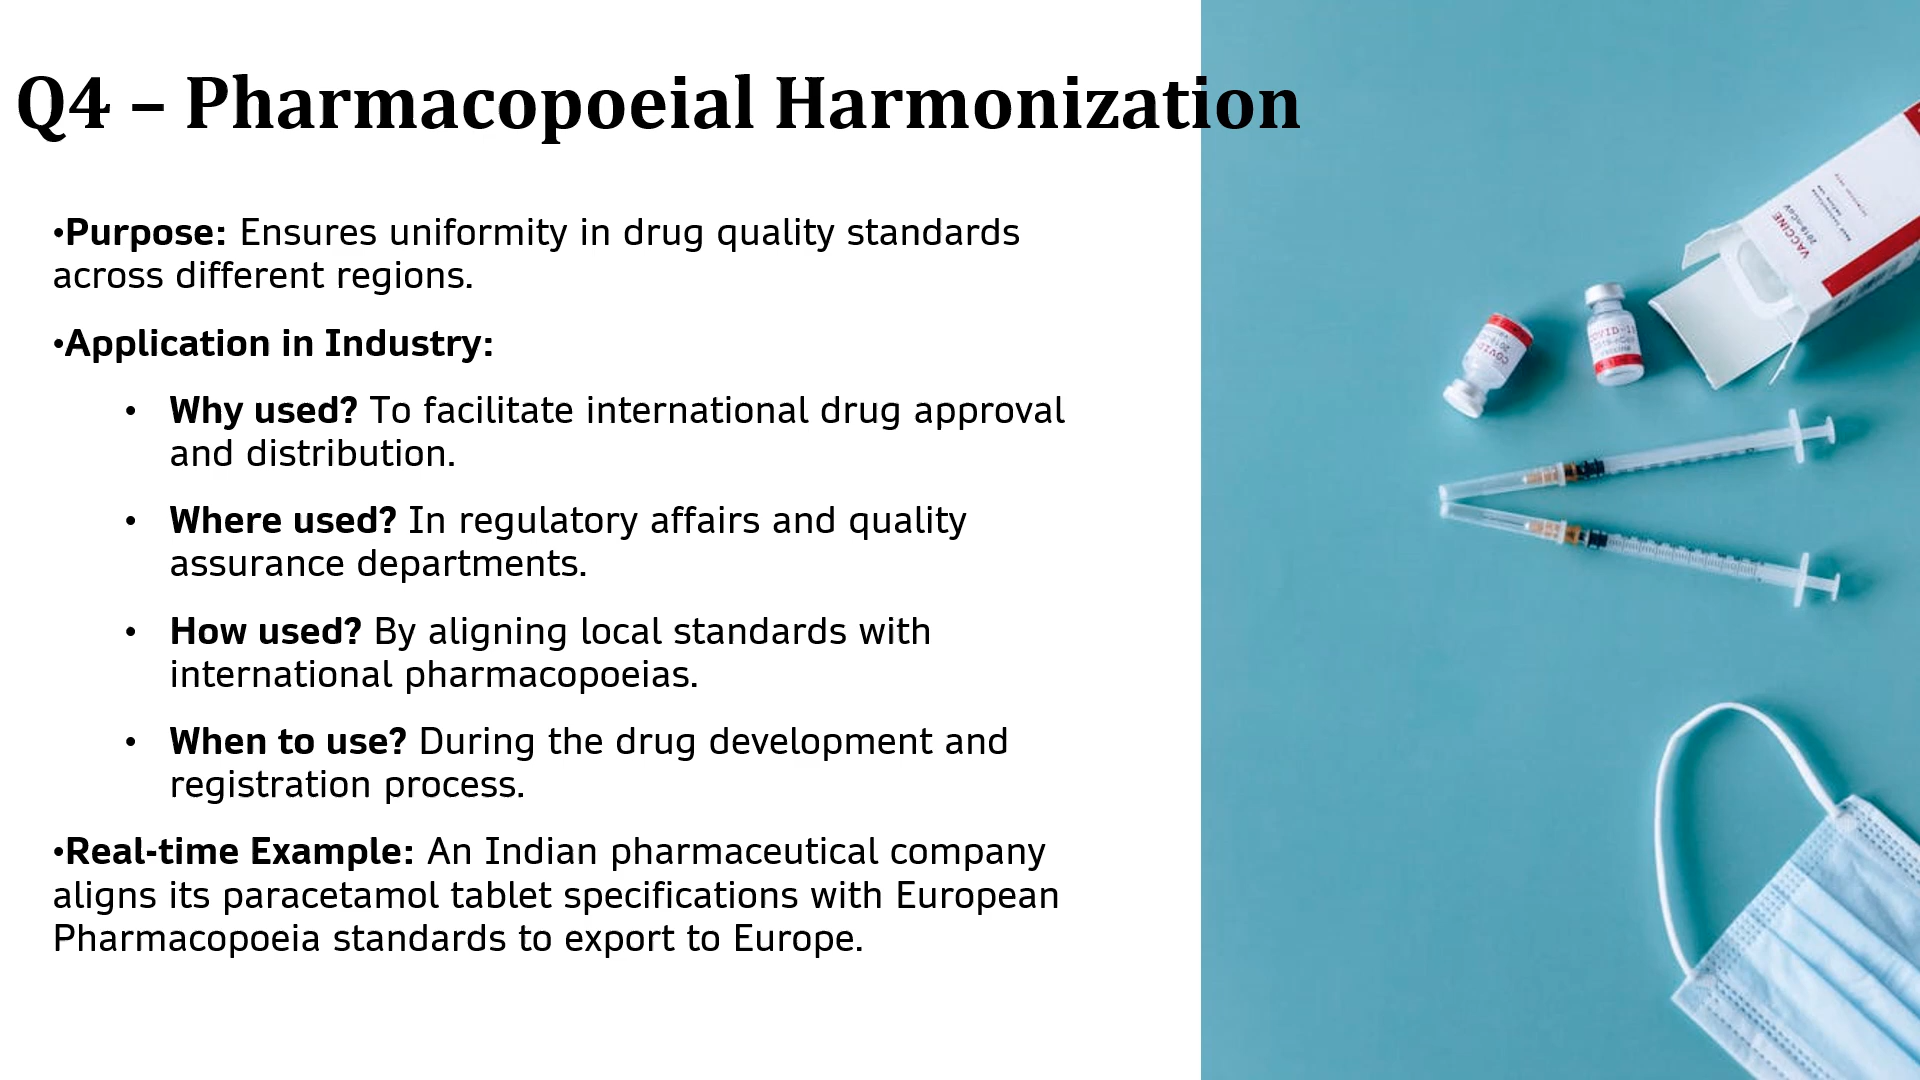 Q4 – Pharmacopoeial Harmonization
•Purpose: Ensures uniformity in drug quality standards
across different regions.
•Application in Industry:
• Why used? To facilitate international drug approval
and distribution.
• Where used? In regulatory affairs and quality
assurance departments.
• How used? By aligning local standards with
international pharmacopoeias.
• When to use? During the drug development and
registration process.
•Real-time Example: An Indian pharmaceutical company
aligns its paracetamol tablet specifications with European
Pharmacopoeia standards to export to Europe.
VACCINE
2019-nCoV